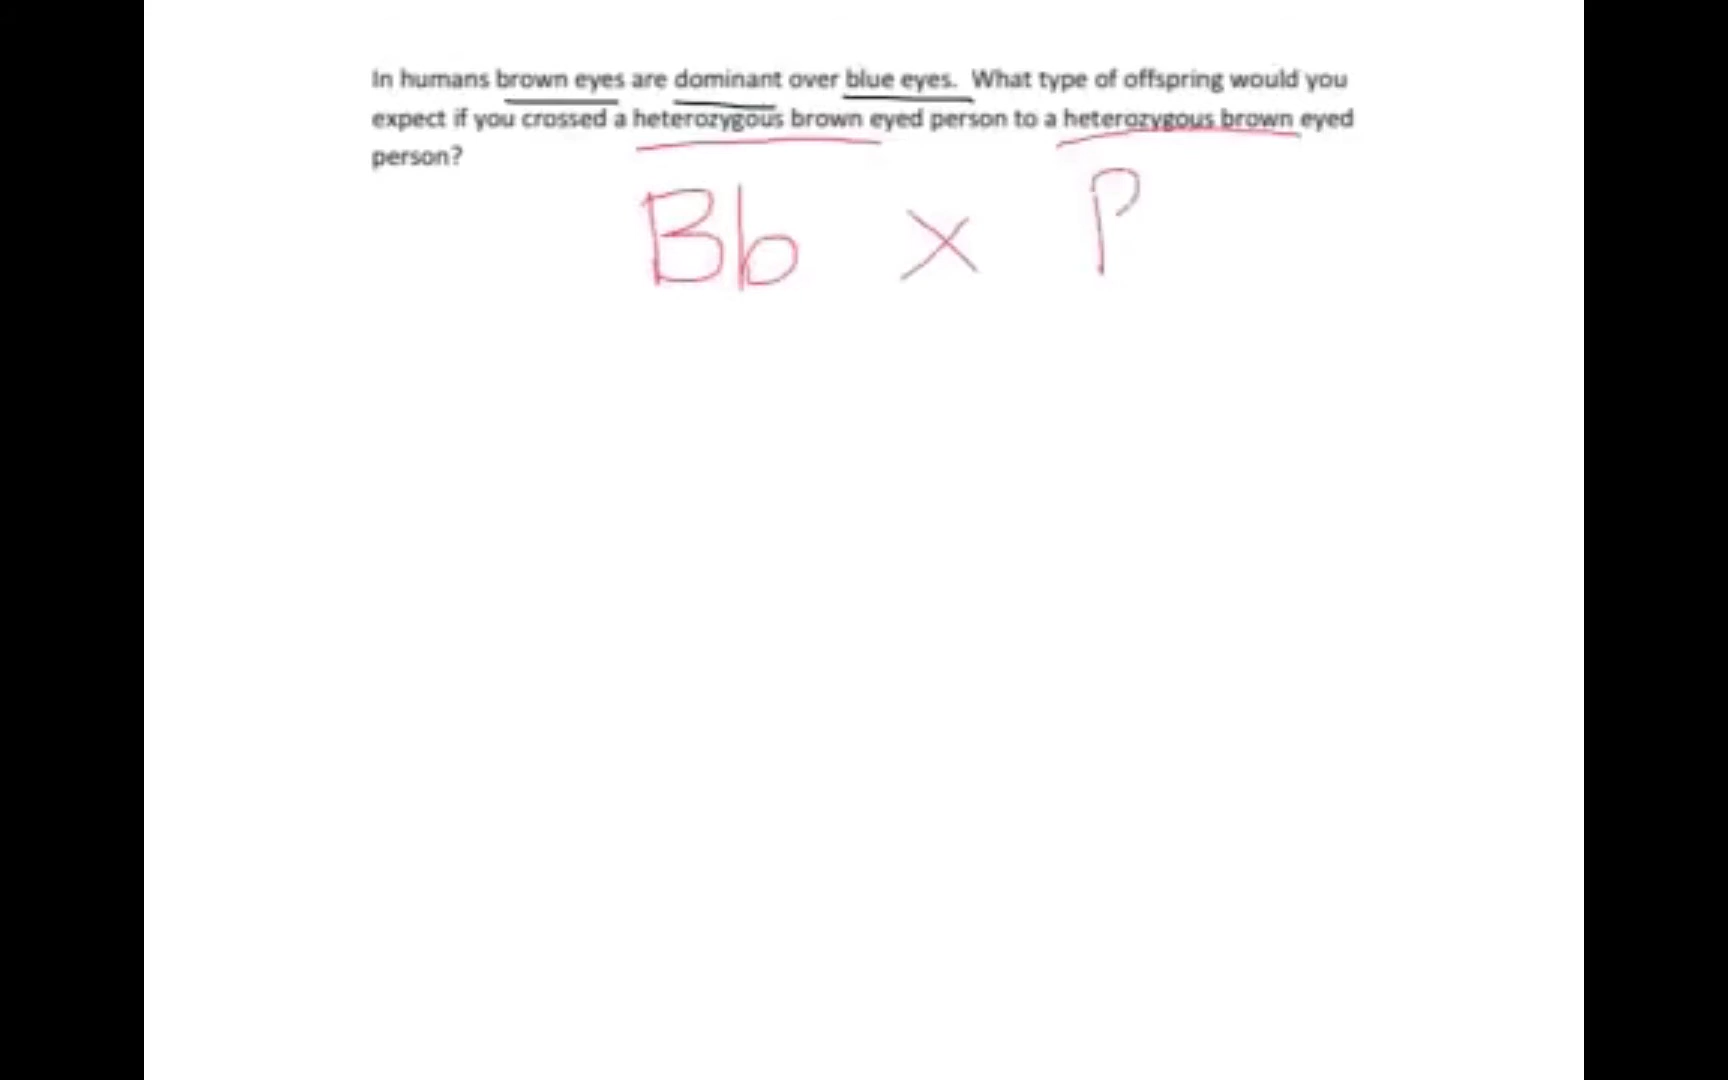 In humans brown eyes are dominant over blue eyes. What type of offspring would you
expect if you crossed a heterozygous brown eyed person to a heterozygous brown eyed
person?
Bb x P